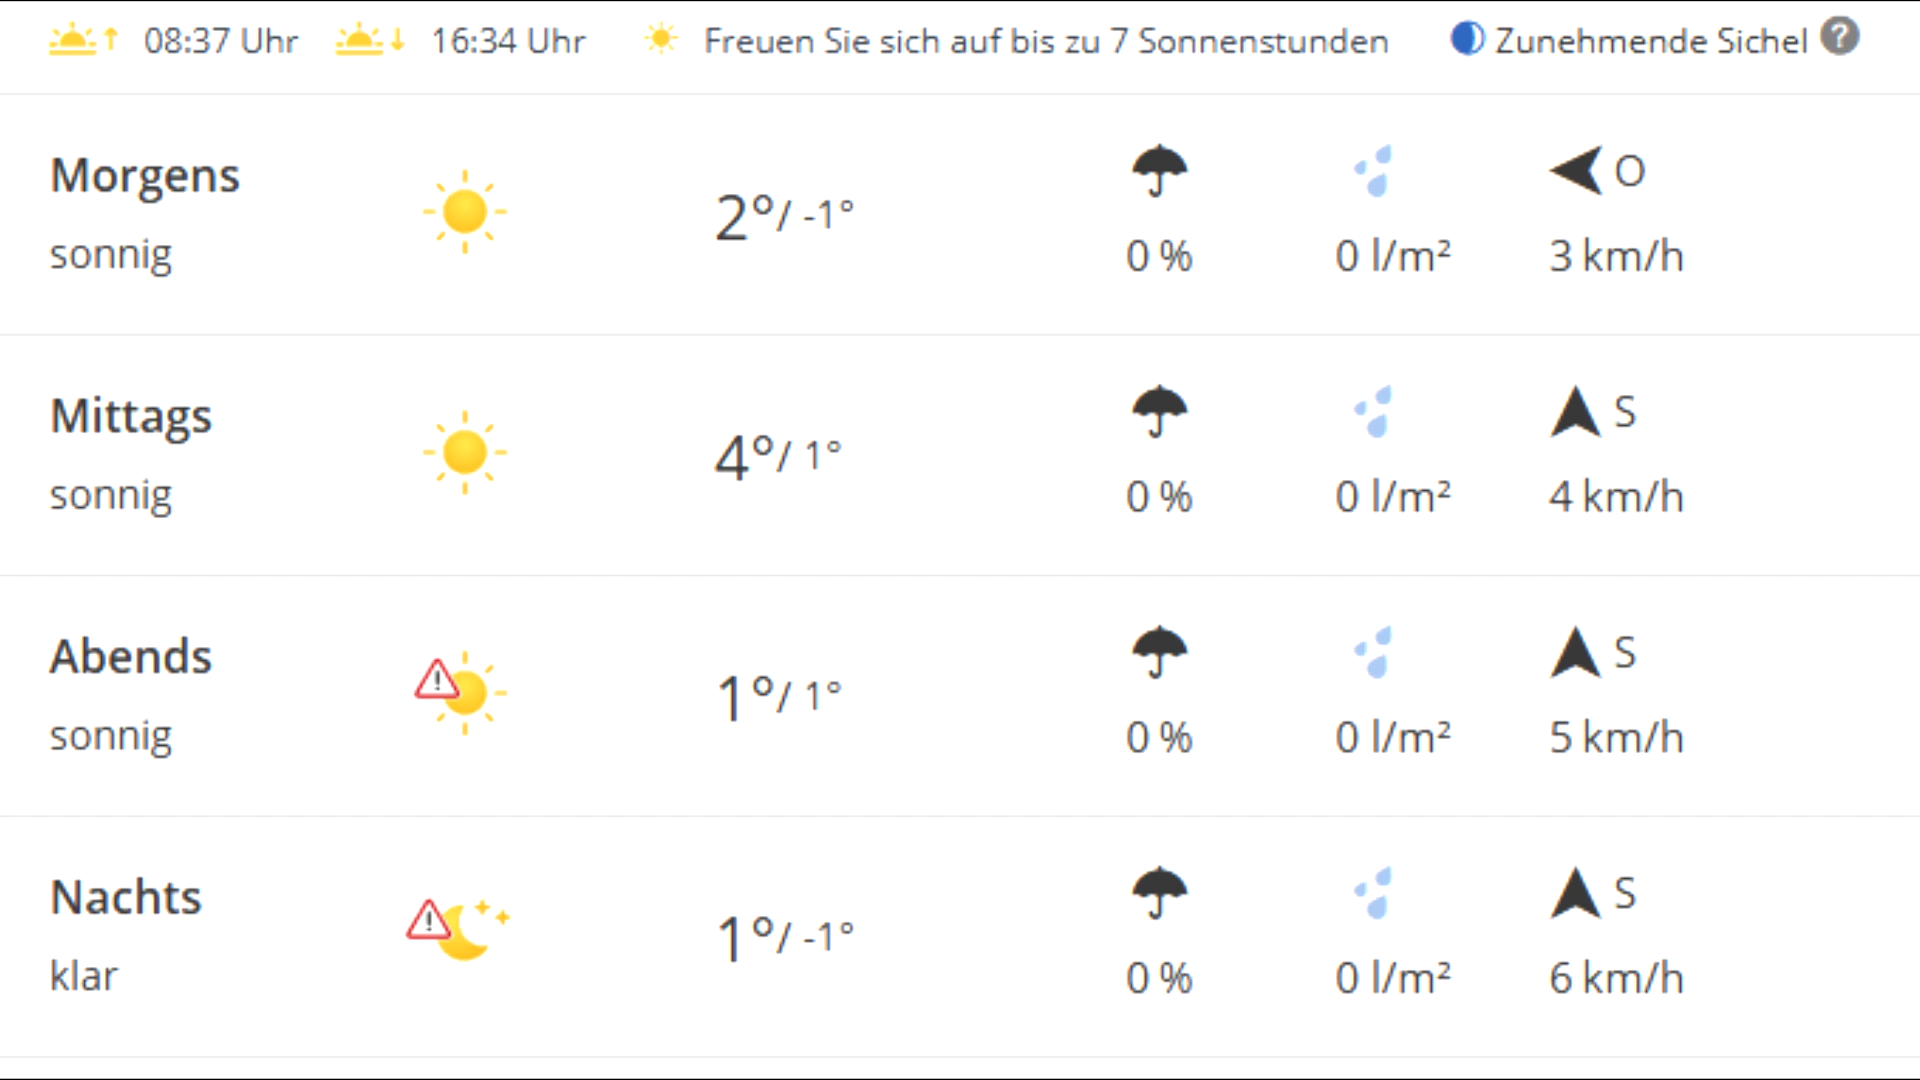 08:37 Uhr 16:34 Uhr Freuen Sie sich auf bis zu 7 Sonnenstunden Zunehmende Sichel ?
Morgens
sonnig
2°/ -1°
O
0 % 0 l/m² 3 km/h
Mittags
sonnig
4°/ 1°
S
0 % 0 l/m² 4 km/h
Abends
sonnig
1°/ 1°
S
0 % 0 l/m² 5 km/h
Nachts
klar
1°/ -1°
S
0 % 0 l/m² 6 km/h